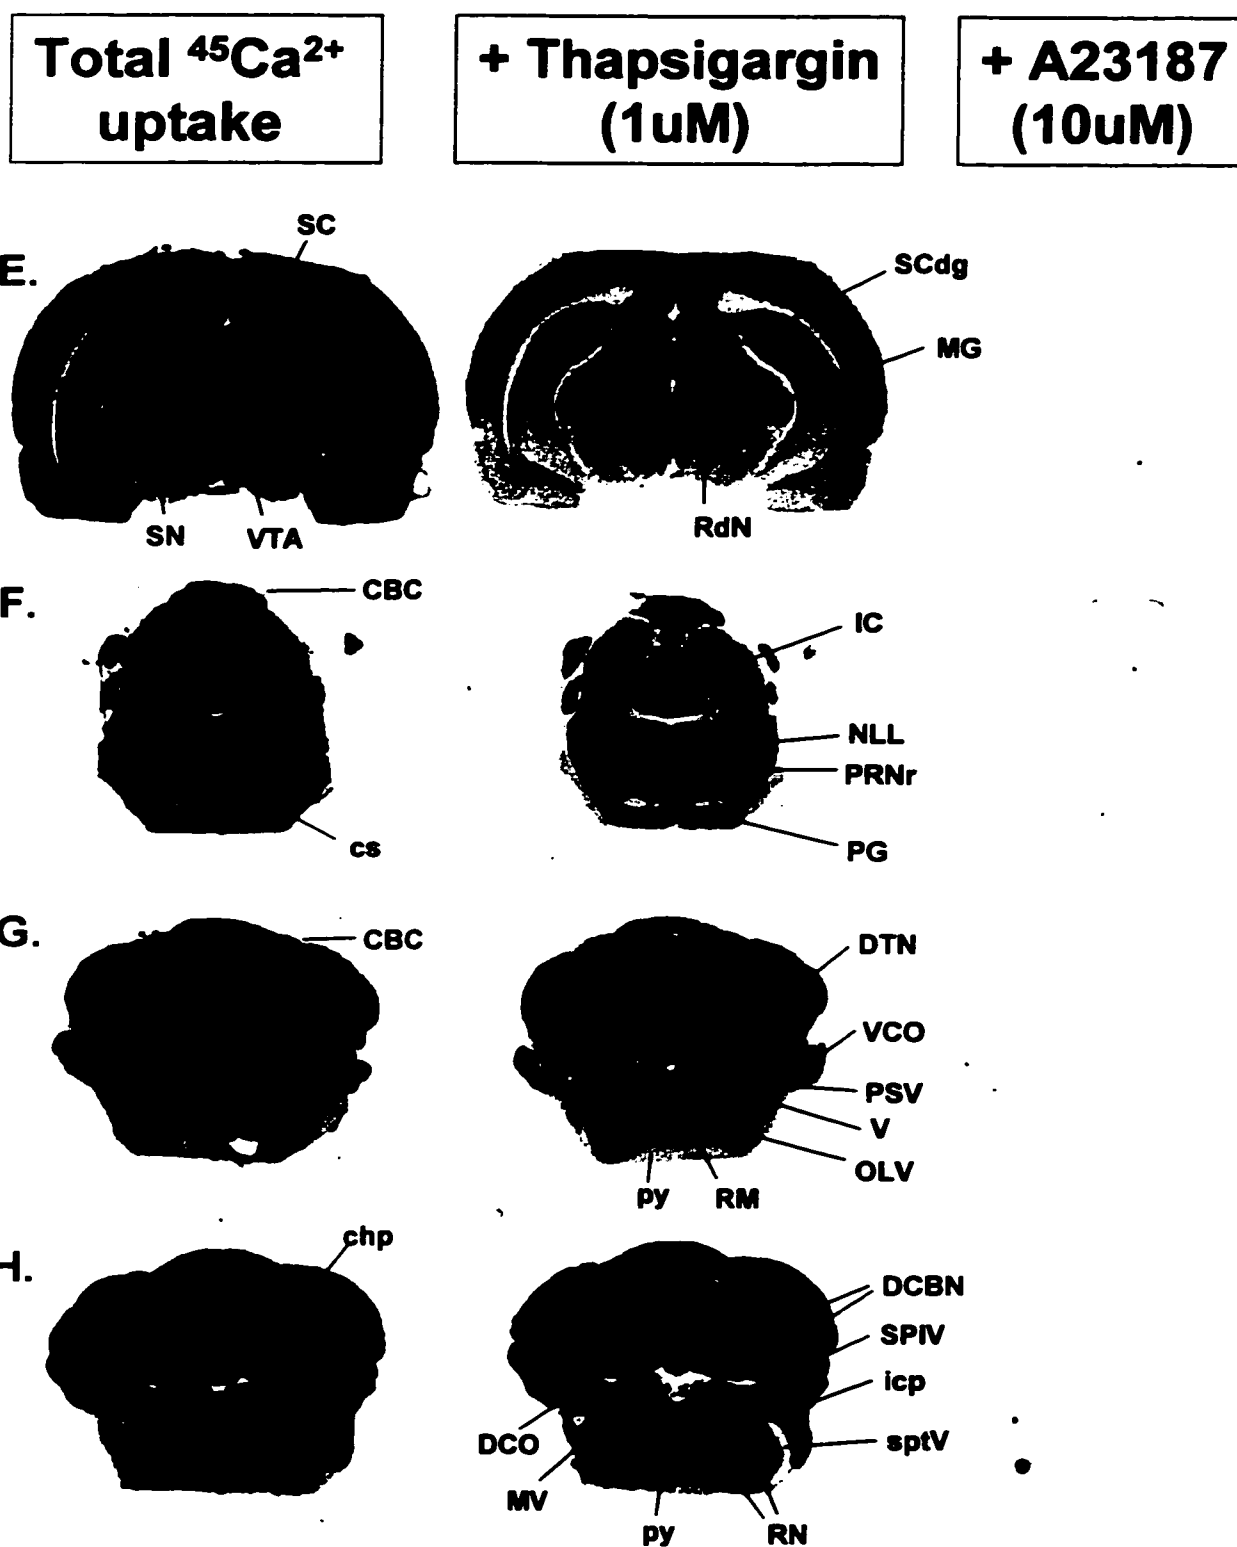 Total ⁴⁵Ca²⁺
uptake
+ Thapsigargin
(1uM)
+ A23187
(10uM)
E.
SC
SCdg
MG
SN
VTA
RdN
F.
CBC
IC
NLL
PRNr
cs
PG
G.
CBC
DTN
VCO
PSV
V
OLV
py
RM
H.
chp
DCBN
SPIV
icp
DCO
sptV
MV
py
RN